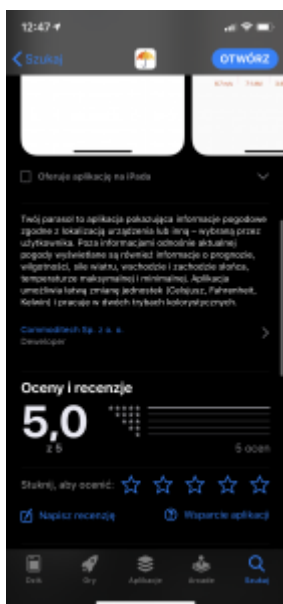 12:47
Szukaj
OTWÓRZ
Oferuje aplikację na iPada
Twój parasol to aplikacja pokazująca informacje pogodowe
zgodne z lokalizacją urządzenia lub inną – wybraną przez
użytkownika. Poza informacjami odnośnie aktualnej
pogody wyświetlane są również informacje o prognozie,
wilgotności, sile wiatru, wschodzie i zachodzie słońca,
temperaturze maksymalnej i minimalnej. Aplikacja
umożliwia łatwą zmianę jednostek (Celsjusz, Fahrenheit,
Kelwin) i pracuje w dwóch trybach kolorystycznych.
Sp. z o. o.
Deweloper
Oceny i recenzje
5,0
z 5
5 ocen
Stuknij, aby ocenić:
Napisz recenzję
Wsparcie aplikacji
Dziś
Gry
Aplikacje
Arcade
Szukaj